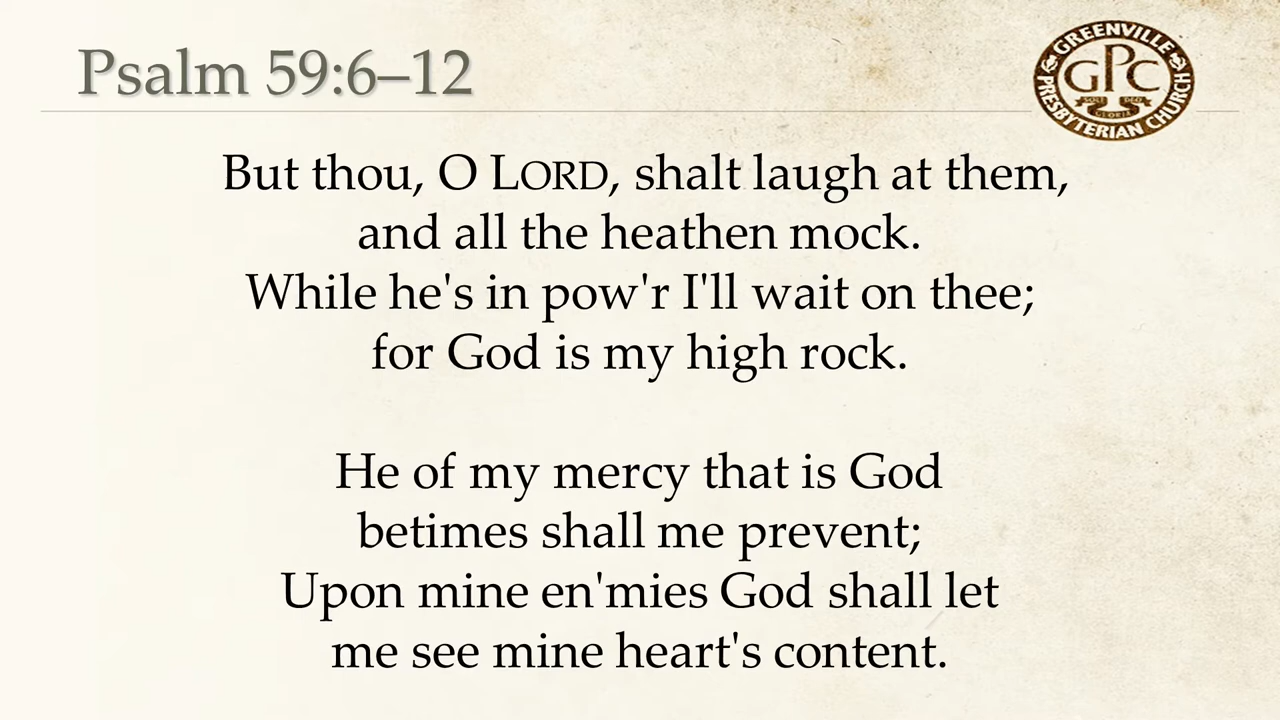 Psalm 59:6–12
GREENVILLE
GPC
SOLI DEO
GLORIA
PRESBYTERIAN CHURCH
But thou, O LORD, shalt laugh at them,
and all the heathen mock.
While he's in pow'r I'll wait on thee;
for God is my high rock.
He of my mercy that is God
betimes shall me prevent;
Upon mine en'mies God shall let
me see mine heart's content.